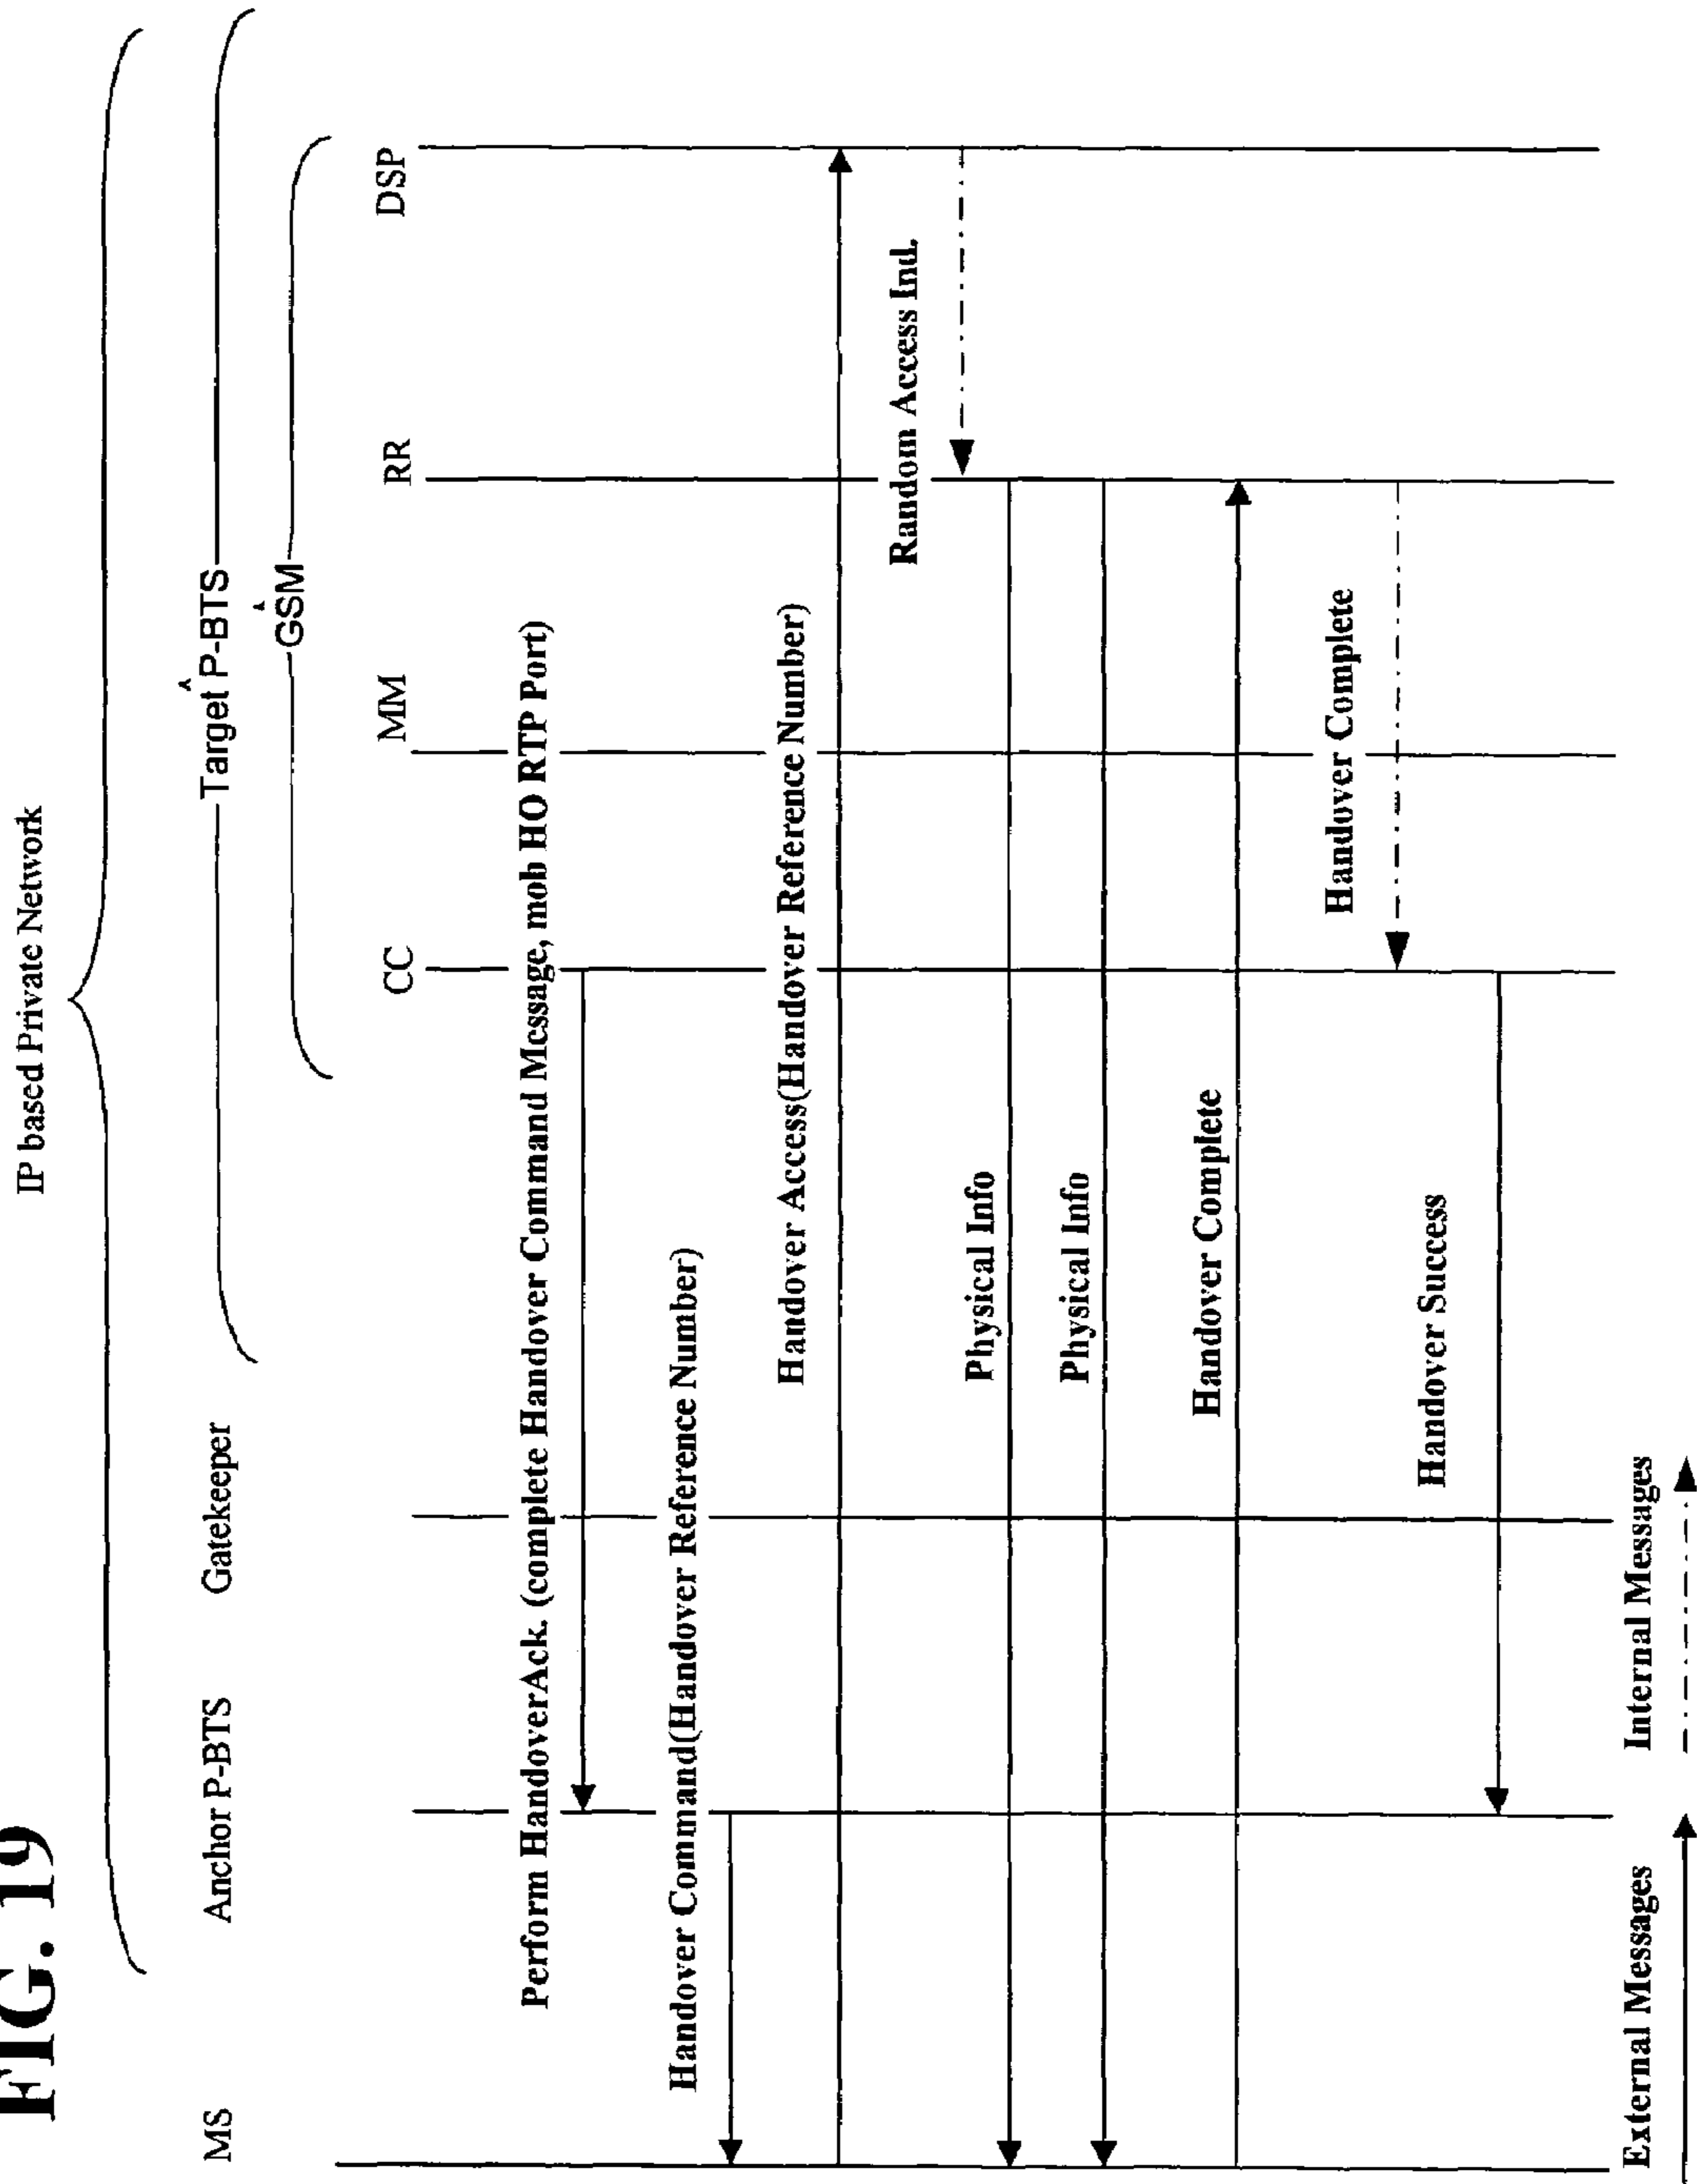 FIG. 19
IP based Private Network
Target P-BTS
GSM
MS
Anchor P-BTS
Gatekeeper
CC
MM
RR
DSP
Perform HandoverAck. (complete Handover Command Message, mob HO RTP Port)
Handover Command(Handover Reference Number)
Handover Access(Handover Reference Number)
Random Access Ind.
Physical Info
Physical Info
Handover Complete
Handover Complete
Handover Success
External Messages
Internal Messages